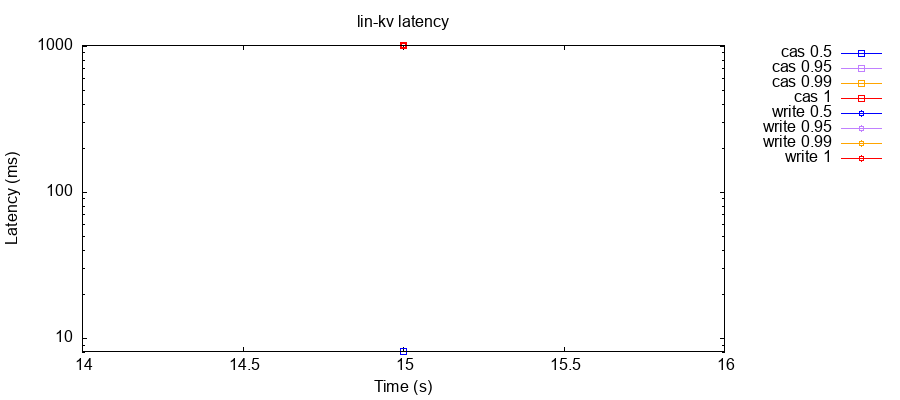 lin-kv latency
1000
100
10
14
14.5
15
15.5
16
Latency (ms)
Time (s)
cas 0.5
cas 0.95
cas 0.99
cas 1
write 0.5
write 0.95
write 0.99
write 1